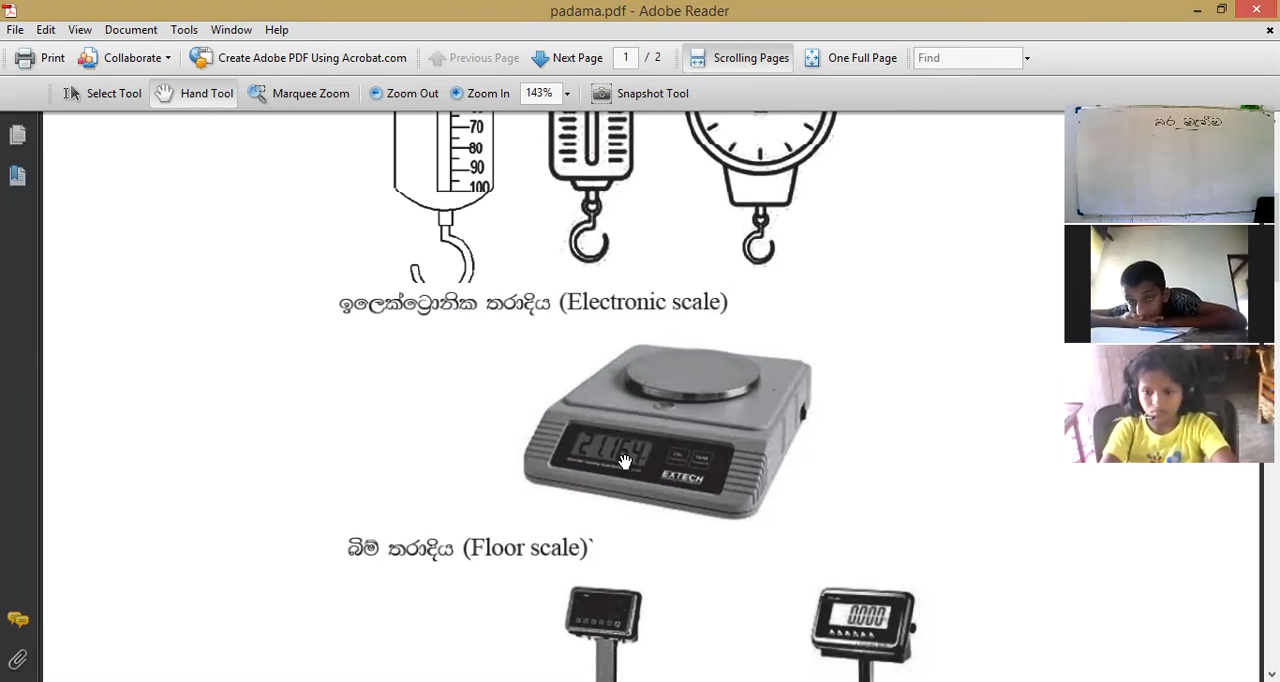 padama.pdf - Adobe Reader
File Edit View Document Tools Window Help
Print Collaborate Create Adobe PDF Using Acrobat.com Previous Page Next Page 1 / 2 Scrolling Pages One Full Page Find
Select Tool Hand Tool Marquee Zoom Zoom Out Zoom In 143% Snapshot Tool
70
80
90
100
ඉලෙක්ට්‍රොනික තරාදිය (Electronic scale)
EXTECH
බිම් තරාදිය (Floor scale)`
0.000